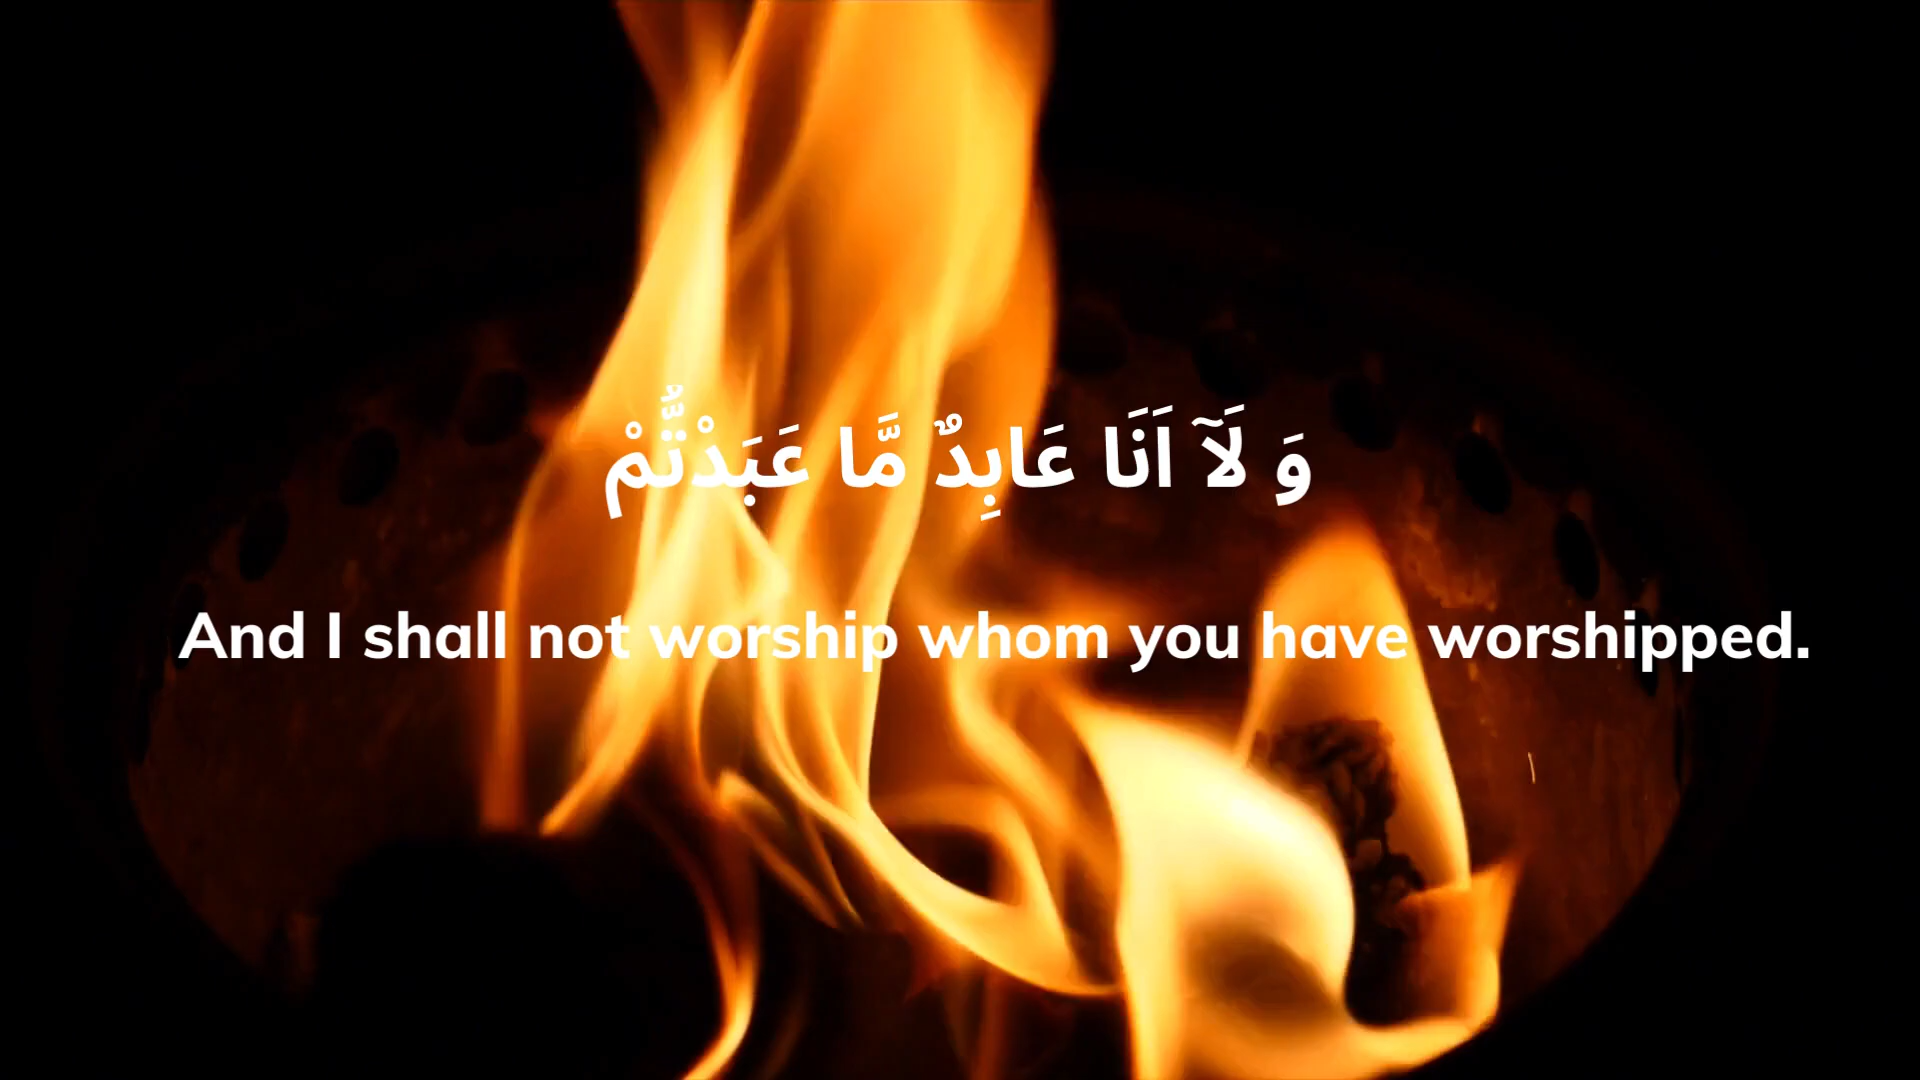 وَ لَاۤ اَنَا عَابِدٌ مَّا عَبَدْتُّمْ
And I shall not worship whom you have worshipped.